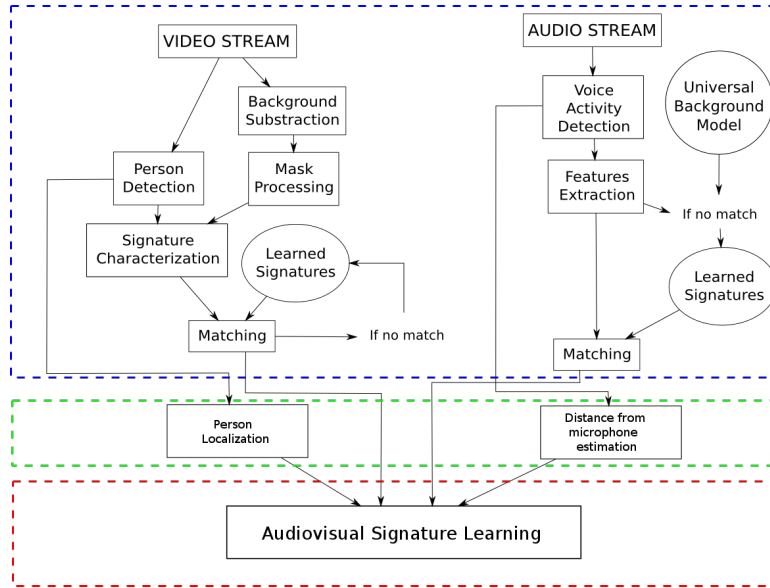 VIDEO STREAM
AUDIO STREAM
Background
Substraction
Voice
Activity
Detection
Universal
Background
Model
Person
Detection
Mask
Processing
Features
Extraction
If no match
Signature
Characterization
Learned
Signatures
Learned
Signatures
Matching
If no match
Matching
Person
Localization
Distance from
microphone
estimation
Audiovisual Signature Learning